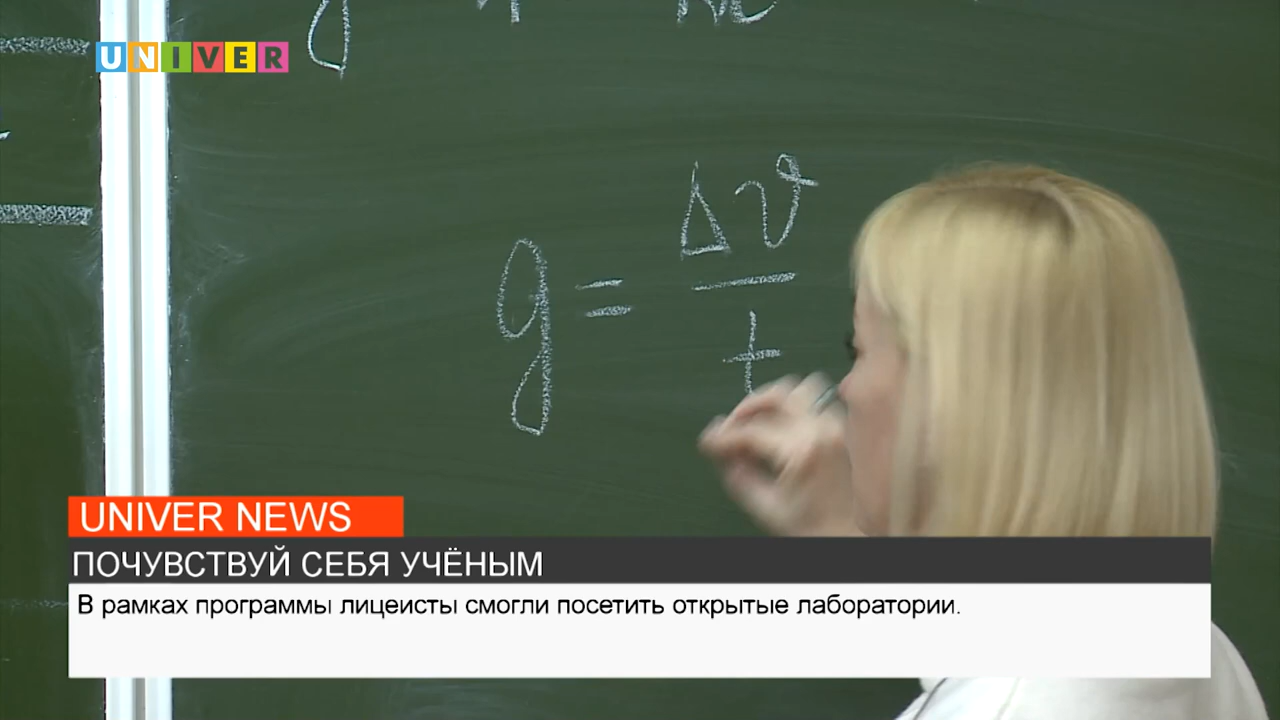 UNIVER
g = Δv / t
UNIVER NEWS
ПОЧУВСТВУЙ СЕБЯ УЧЁНЫМ
В рамках программы лицеисты смогли посетить открытые лаборатории.